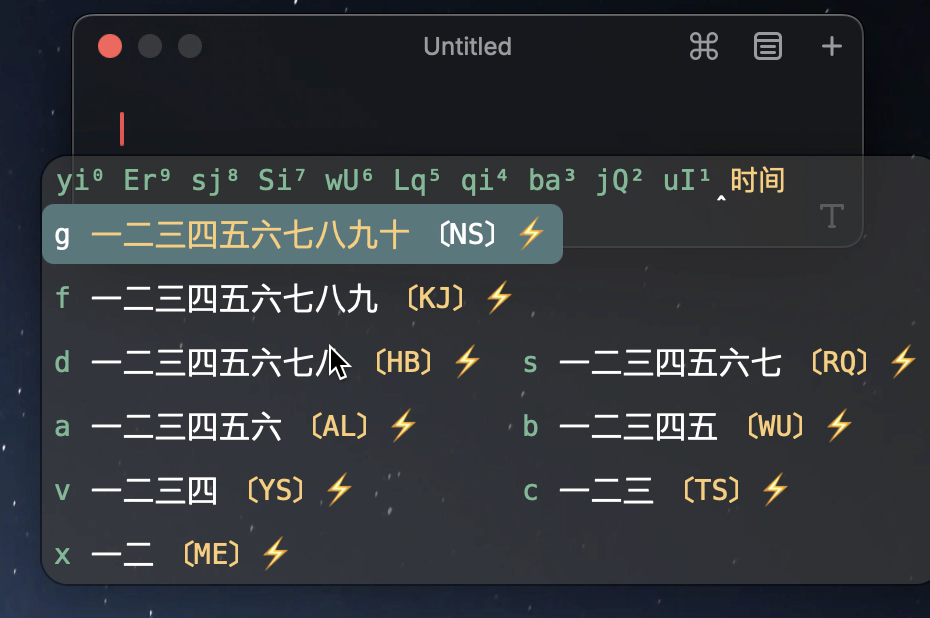 Untitled
yi⁰ Er⁹ sj⁸ Si⁷ wU⁶ Lq⁵ qi⁴ ba³ jQ² uI¹‸时间
T
g 一二三四五六七八九十 〔NS〕⚡
f 一二三四五六七八九 〔KJ〕⚡
d 一二三四五六七八 〔HB〕⚡ s 一二三四五六七 〔RQ〕⚡
a 一二三四五六 〔AL〕⚡ b 一二三四五 〔WU〕⚡
v 一二三四 〔YS〕⚡ c 一二三 〔TS〕⚡
x 一二 〔ME〕⚡